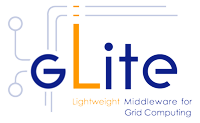 gLite
Lightweight Middleware for
Grid Computing